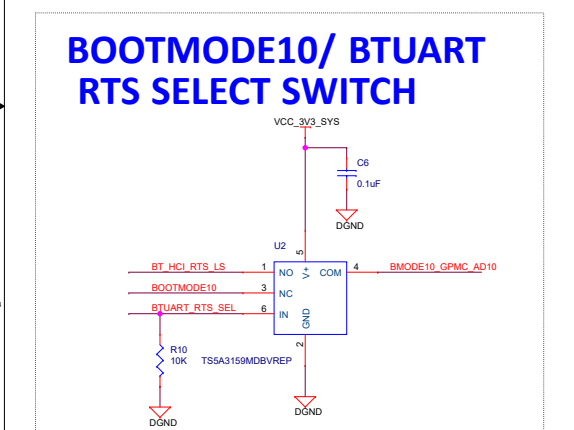 BOOTMODE10/ BTUART
RTS SELECT SWITCH
VCC_3V3_SYS
C6
0.1uF
DGND
U2
5
BT_HCI_RTS_LS 1 NO V+ COM 4 BMODE10_GPMC_AD10
BOOTMODE10 3 NC
BTUART_RTS_SEL 6 IN GND
2
R10
10K TS5A3159MDBVREP
DGND
DGND